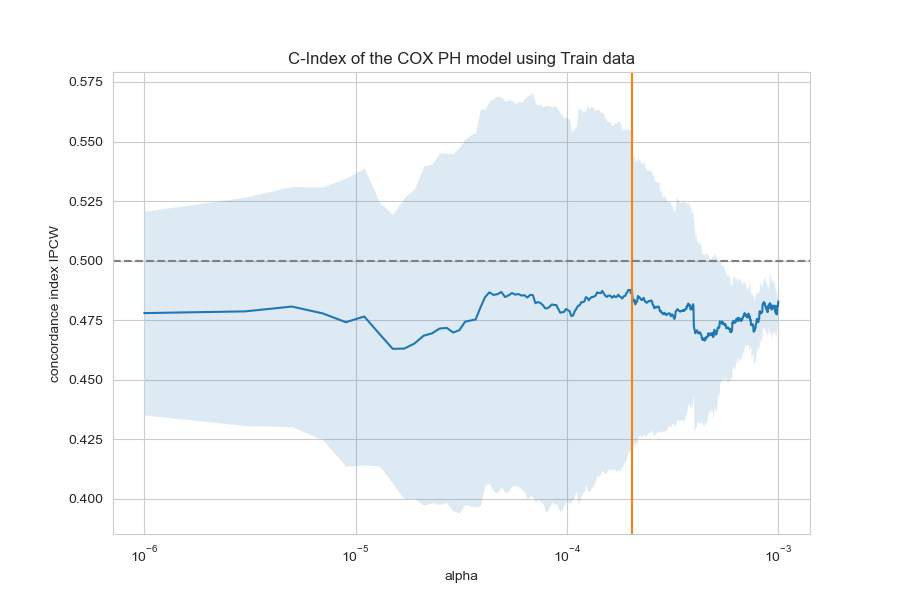 C-Index of the COX PH model using Train data
concordance index IPCW
0.575
0.550
0.525
0.500
0.475
0.450
0.425
0.400
10⁻⁶ 10⁻⁵ 10⁻⁴ 10⁻³
alpha